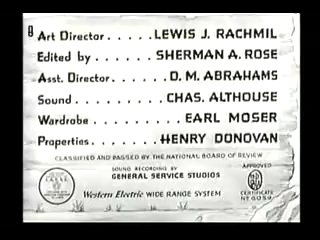 Art Director.....LEWIS J. RACHMIL
Edited by......SHERMAN A. ROSE
Asst. Director......D. M. ABRAHAMS
Sound.........CHAS. ALTHOUSE
Wardrobe........EARL MOSER
Properties......HENRY DONOVAN
CLASSIFIED AND PASSED BY THE NATIONAL BOARD OF REVIEW
SOUND RECORDING BY
GENERAL SERVICE STUDIOS
Western Electric WIDE RANGE SYSTEM
APPROVED
CERTIFICATE